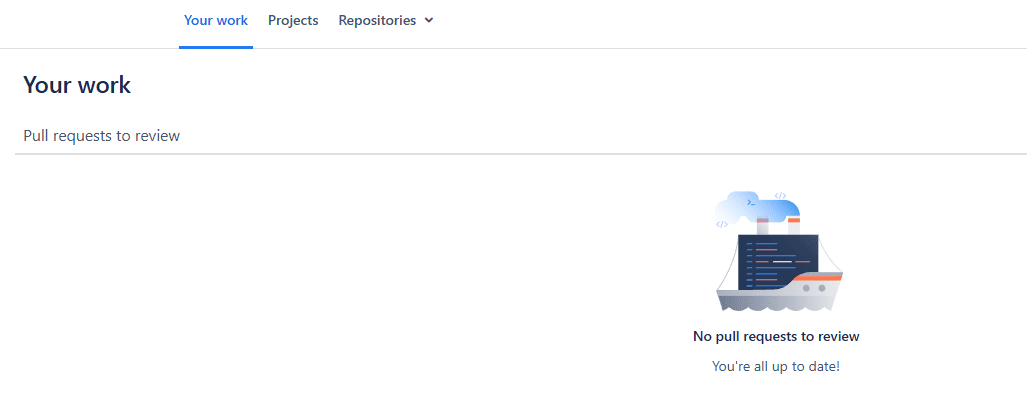 Your work Projects Repositories
Your work
Pull requests to review
</>
>_
</>
No pull requests to review
You're all up to date!